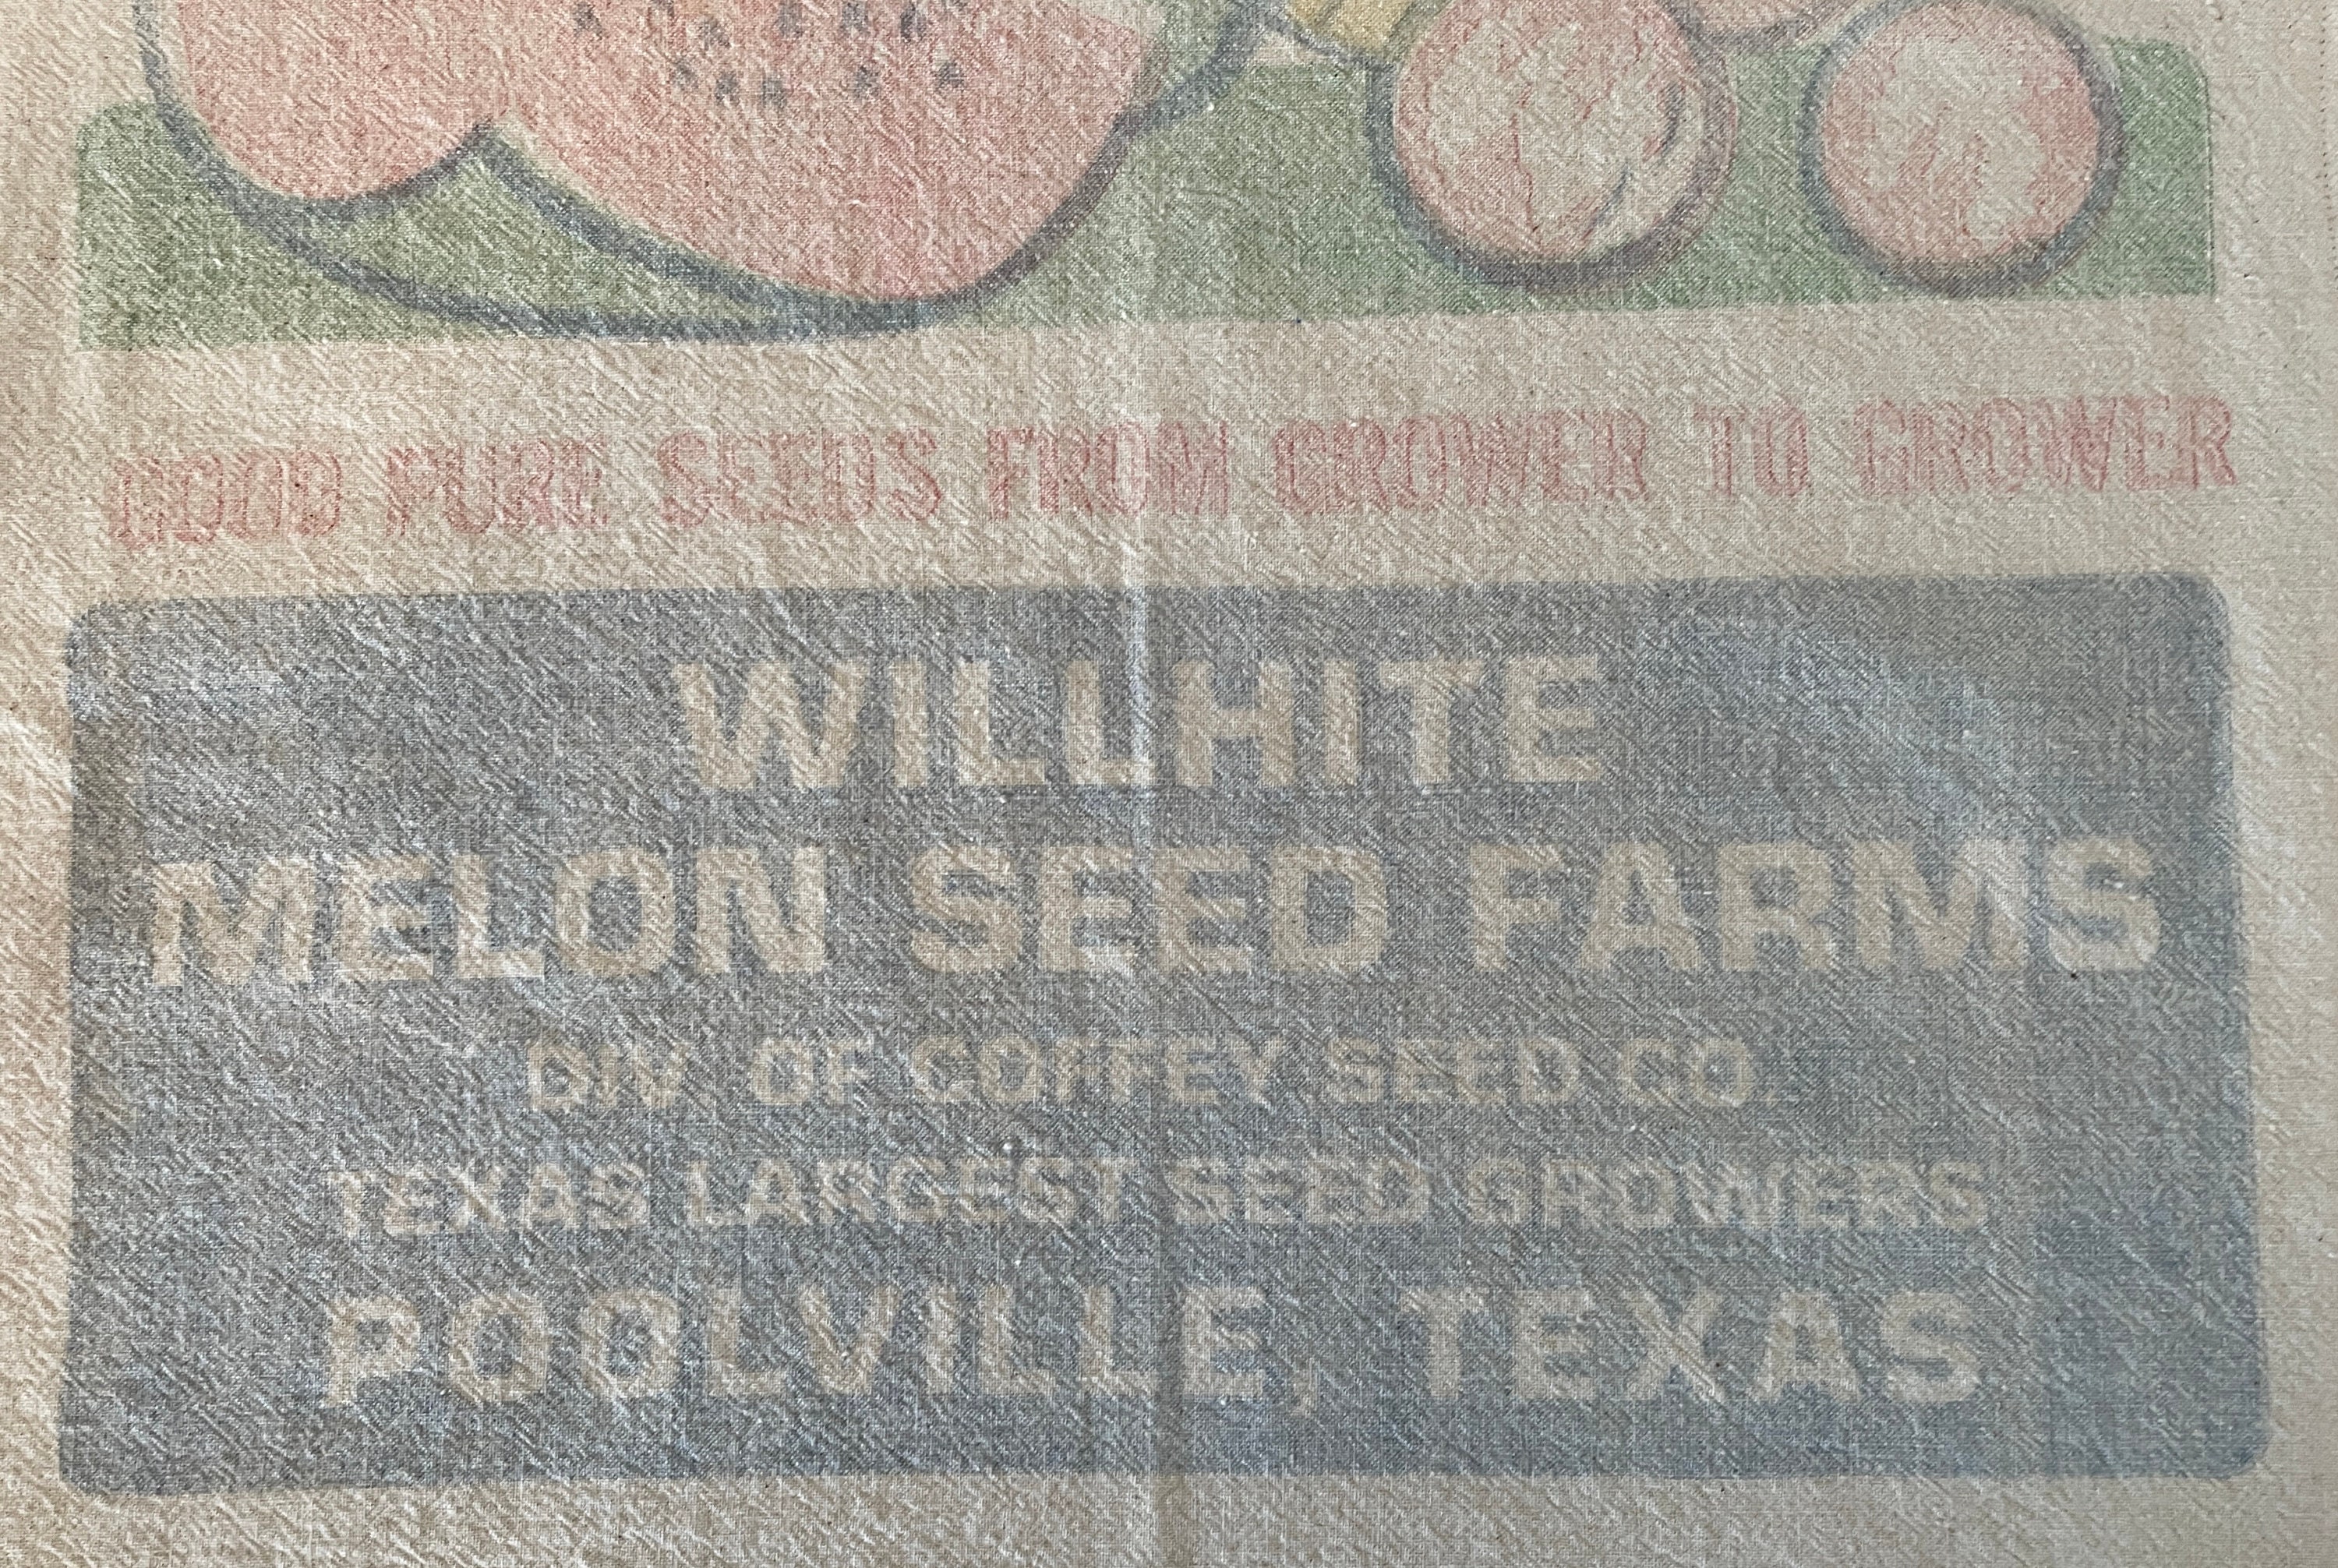 GOOD PURE SEEDS FROM GROWER TO GROWER
WILLHITE
MELON SEED FARMS
DIV OF COFFEY SEED CO.
TEXAS LARGEST SEED GROWERS
POOLVILLE, TEXAS